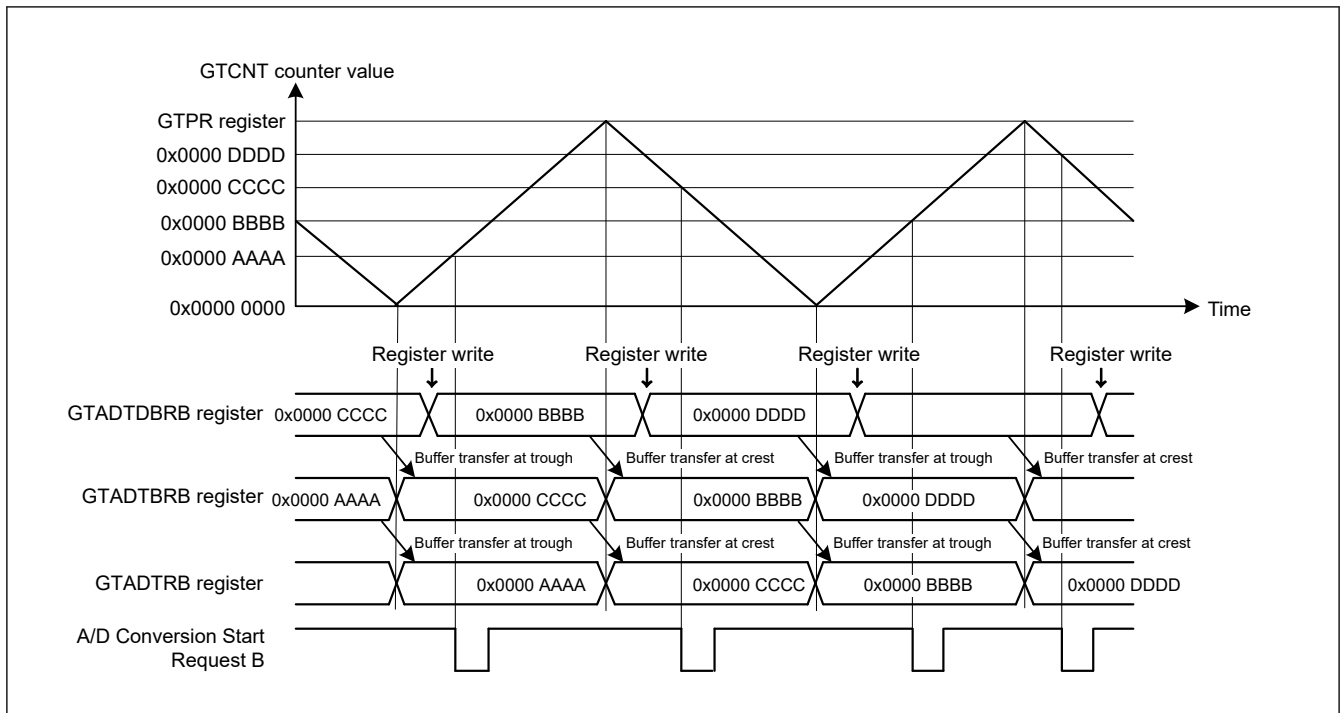 GTCNT counter value
GTPR register
0x0000 DDDD
0x0000 CCCC
0x0000 BBBB
0x0000 AAAA
0x0000 0000
Time
Register write Register write Register write Register write
GTADTDBRB register 0x0000 CCCC 0x0000 BBBB 0x0000 DDDD
Buffer transfer at trough Buffer transfer at crest Buffer transfer at trough Buffer transfer at crest
GTADTBRB register 0x0000 AAAA 0x0000 CCCC 0x0000 BBBB 0x0000 DDDD
Buffer transfer at trough Buffer transfer at crest Buffer transfer at trough Buffer transfer at crest
GTADTRB register 0x0000 AAAA 0x0000 CCCC 0x0000 BBBB 0x0000 DDDD
A/D Conversion Start
Request B